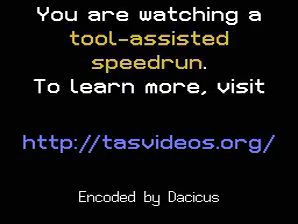 You are watching a
tool-assisted
speedrun.
To learn more, visit
http://tasvideos.org/
Encoded by Dacicus